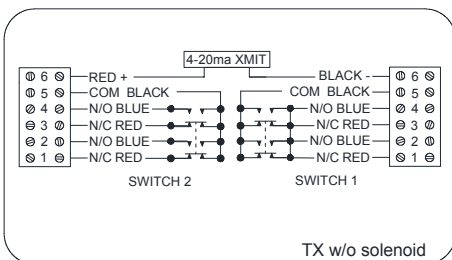 4-20ma XMIT
6 RED + BLACK - 6
5 COM BLACK COM BLACK 5
4 N/O BLUE N/O BLUE 4
3 N/C RED N/C RED 3
2 N/O BLUE N/O BLUE 2
1 N/C RED N/C RED 1
SWITCH 2 SWITCH 1
TX w/o solenoid